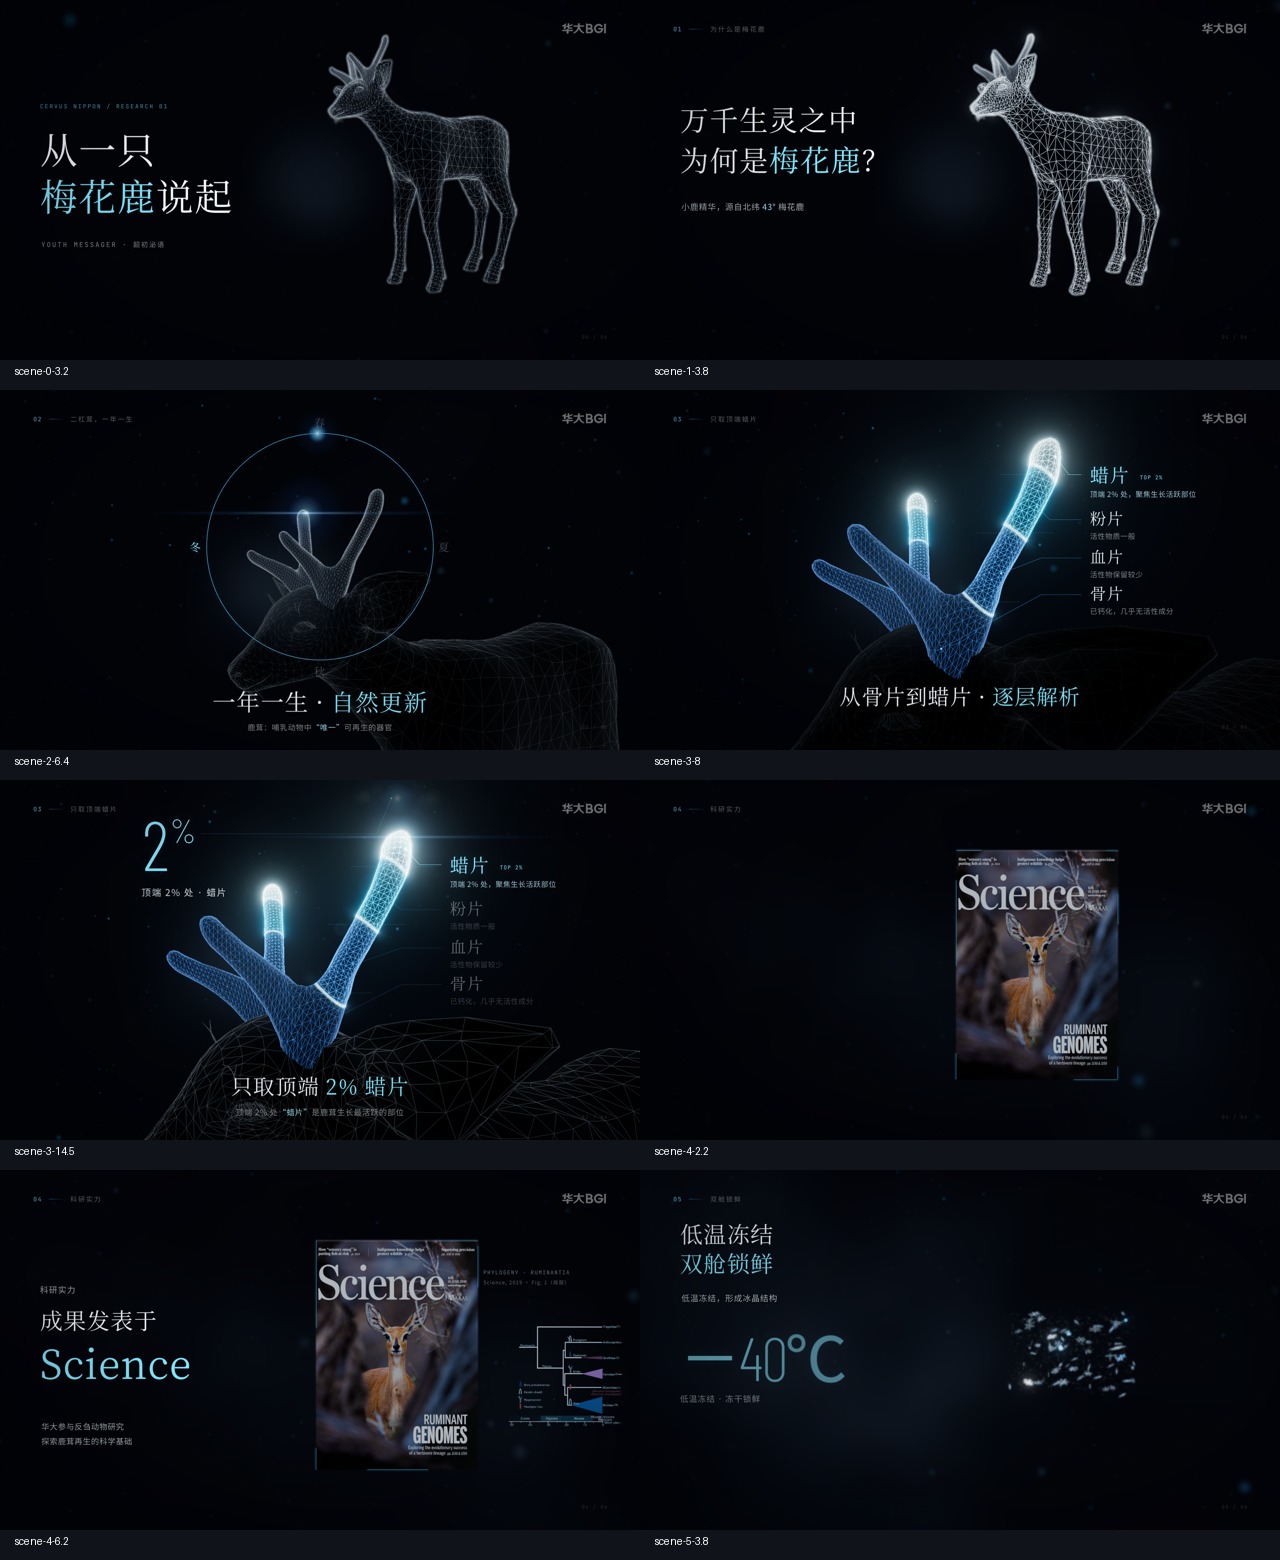 华大BGI
CERVUS NIPPON / RESEARCH 01
从一只
梅花鹿说起
YOUTH MESSAGER · 韶初泌语
scene-0-3.2
01 为什么是梅花鹿
华大BGI
万千生灵之中
为何是梅花鹿?
小鹿精华，源自北纬 43° 梅花鹿
scene-1-3.8
02 二杠茸，一年一生
华大BGI
春
冬
夏
秋
一年一生 · 自然更新
鹿茸：哺乳动物中“唯一”可再生的器官
scene-2-6.4
03 只取顶端蜡片
华大BGI
蜡片 TOP 2%
顶端 2% 处，聚焦生长活跃部位
粉片
活性物质一般
血片
活性物保留较少
骨片
已钙化，几乎无活性成分
从骨片到蜡片 · 逐层解析
scene-3-8
03 只取顶端蜡片
华大BGI
2%
顶端 2% 处 · 蜡片
蜡片 TOP 2%
顶端 2% 处，聚焦生长活跃部位
粉片
活性物质一般
血片
活性物保留较少
骨片
已钙化，几乎无活性成分
只取顶端 2% 蜡片
顶端 2% 处“蜡片”是鹿茸生长最活跃的部位
scene-3-14.5
04 科研实力
华大BGI
Science
RUMINANT
GENOMES
Exploring the evolutionary success
of a herbivore lineage
scene-4-2.2
04 科研实力
华大BGI
科研实力
成果发表于
Science
华大参与反刍动物研究
探索鹿茸再生的科学基础
Science
RUMINANT
GENOMES
Exploring the evolutionary success
of a herbivore lineage
PHYLOGENY · RUMINANTIA
Science, 2019 · Fig. 1
scene-4-6.2
05 双舱锁鲜
华大BGI
低温冻结
双舱锁鲜
低温冻结，形成冰晶结构
—40°C
低温冻结 · 冻干锁鲜
scene-5-3.8